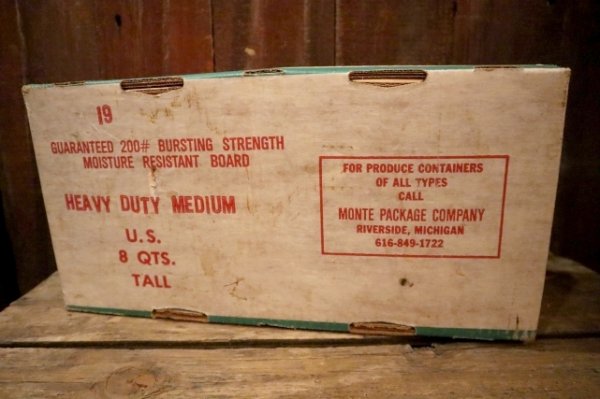 19
GUARANTEED 200# BURSTING STRENGTH
MOISTURE RESISTANT BOARD
HEAVY DUTY MEDIUM
U.S.
8 QTS.
TALL
FOR PRODUCE CONTAINERS
OF ALL TYPES
CALL
MONTE PACKAGE COMPANY
RIVERSIDE, MICHIGAN
616-849-1722